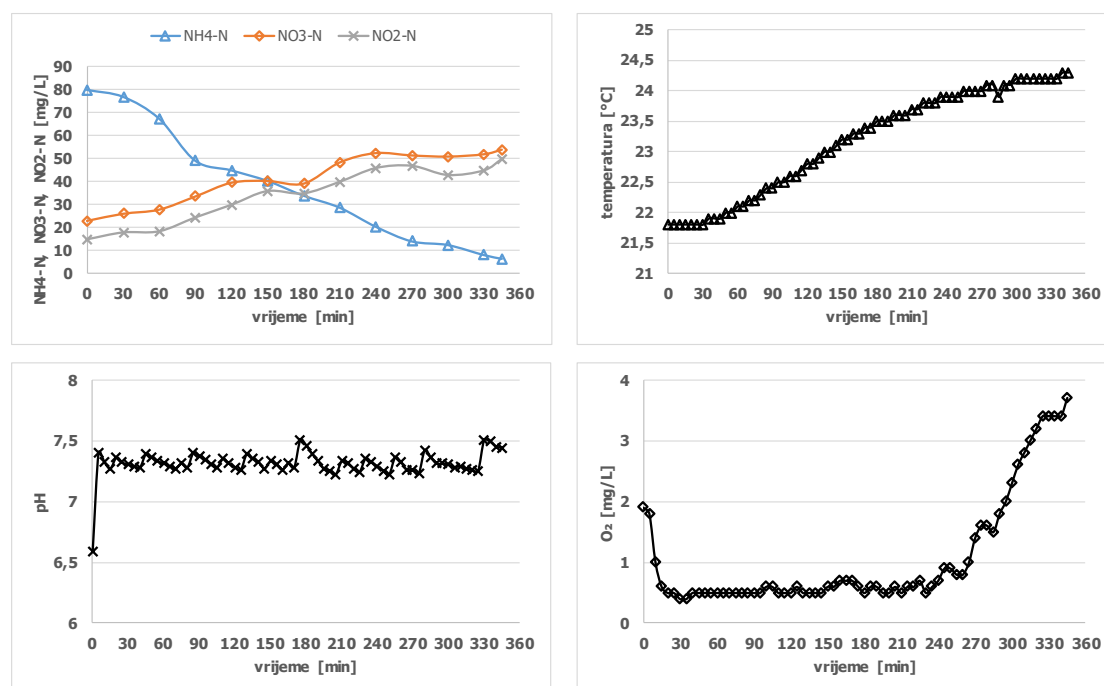 NH4-N NO3-N NO2-N
NH4-N, NO3-N, NO2-N [mg/L]
90
80
70
60
50
40
30
20
10
0
0 30 60 90 120 150 180 210 240 270 300 330 360
vrijeme [min]
temperatura [°C]
25
24,5
24
23,5
23
22,5
22
21,5
21
0 30 60 90 120 150 180 210 240 270 300 330 360
vrijeme [min]
pH
8
7,5
7
6,5
6
0 30 60 90 120 150 180 210 240 270 300 330 360
vrijeme [min]
O₂ [mg/L]
4
3
2
1
0
0 30 60 90 120 150 180 210 240 270 300 330 360
vrijeme [min]